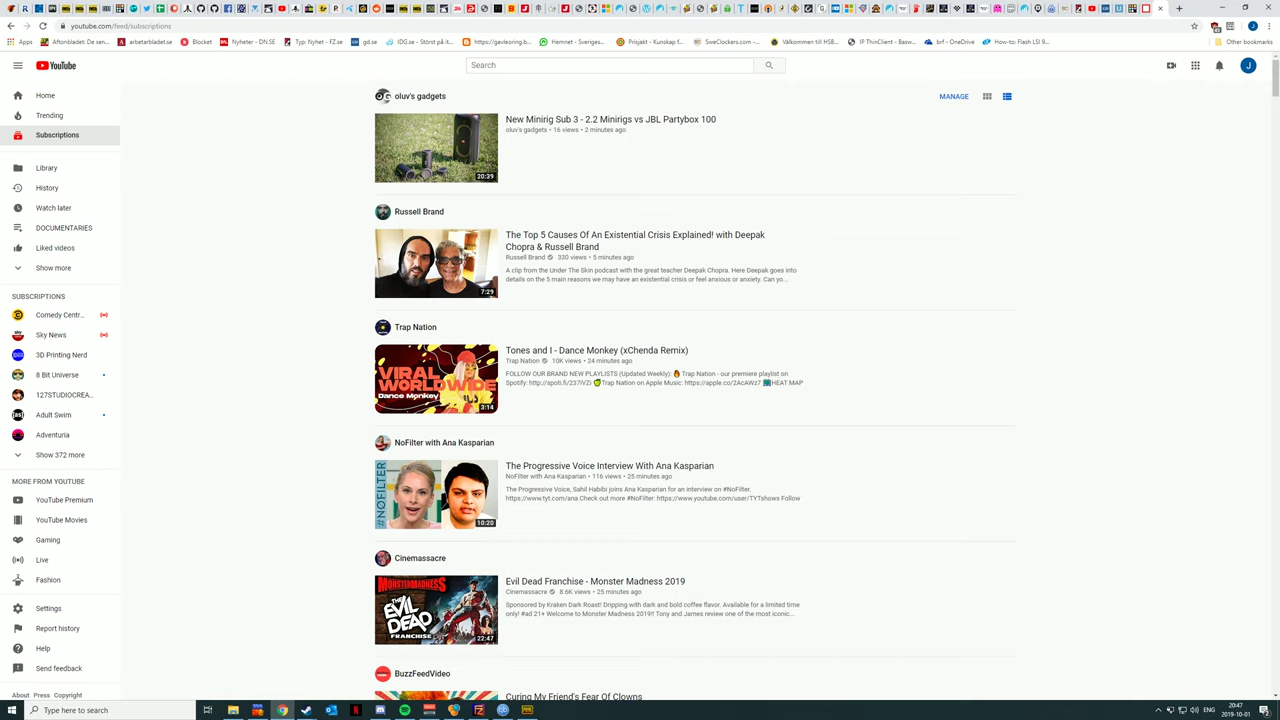 youtube.com/feed/subscriptions
Apps
Aftonbladet: De sen...
arbetarbladet.se
Blocket
Nyheter - DN.SE
Typ: Nyhet - FZ.se
gd.se
IDG.se - Störst på it...
https://gavleoring.b...
Hemnet - Sveriges...
Prisjakt - Kunskap f...
SweClockers.com -...
Välkommen till HSB...
IP ThinClient - Basw...
brf - OneDrive
How-to: Flash LSI 9...
Other bookmarks
YouTube
Search
J
Home
Trending
Subscriptions
Library
History
Watch later
DOCUMENTARIES
Liked videos
Show more
SUBSCRIPTIONS
Comedy Centr...
Sky News
3D Printing Nerd
8 Bit Universe
127STUDIOCREA...
Adult Swim
Adventuria
Show 372 more
MORE FROM YOUTUBE
YouTube Premium
YouTube Movies
Gaming
Live
Fashion
Settings
Report history
Help
Send feedback
About Press Copyright
oluv's gadgets
MANAGE
20:39
New Minirig Sub 3 - 2.2 Minirigs vs JBL Partybox 100
oluv's gadgets • 16 views • 2 minutes ago
Russell Brand
7:29
The Top 5 Causes Of An Existential Crisis Explained! with Deepak
Chopra & Russell Brand
Russell Brand 330 views • 5 minutes ago
A clip from the Under The Skin podcast with the great teacher Deepak Chopra. Here Deepak goes into
details on the 5 main reasons we may have an existential crisis or feel anxious or anxiety. Can yo...
Trap Nation
VIRAL
WORLDWIDE
Dance Monkey
3:14
Tones and I - Dance Monkey (xChenda Remix)
Trap Nation 10K views • 24 minutes ago
FOLLOW OUR BRAND NEW PLAYLISTS (Updated Weekly): 🔥 Trap Nation - our premiere playlist on
Spotify: http://spoti.fi/237iVZI 🍏Trap Nation on Apple Music: https://apple.co/2AcAWz7 HEAT MAP
NoFilter with Ana Kasparian
#NOFILTER
10:20
The Progressive Voice Interview With Ana Kasparian
NoFilter with Ana Kasparian • 116 views • 25 minutes ago
The Progressive Voice, Sahil Habibi joins Ana Kasparian for an interview on #NoFilter.
https://www.tyt.com/ana Check out more #NoFilter: https://www.youtube.com/user/TYTshows Follow
Cinemassacre
MONSTERMADNESS
THE
EVIL
DEAD
FRANCHISE
22:47
Evil Dead Franchise - Monster Madness 2019
Cinemassacre 8.6K views • 25 minutes ago
Sponsored by Kraken Dark Roast! Dripping with dark and bold coffee flavor. Available for a limited time
only! #ad 21+ Welcome to Monster Madness 2019!! Tony and James review one of the most iconic...
BuzzFeedVideo
Curing My Friend's Fear Of Clowns
Type here to search
ENG
20:47
2019-10-01